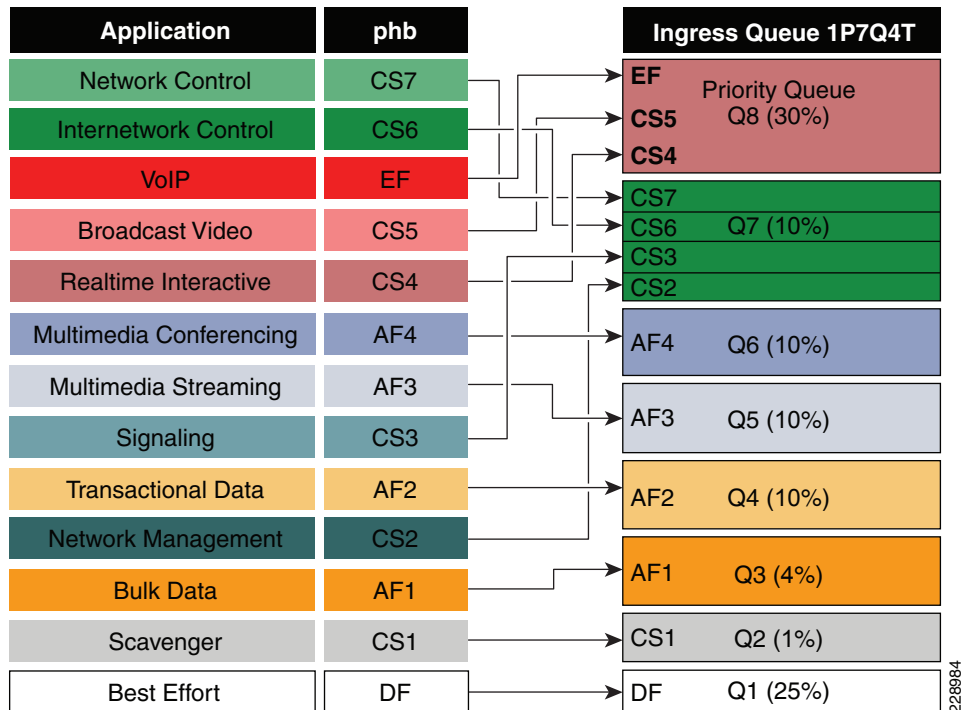 Application phb Ingress Queue 1P7Q4T
Network Control CS7
Internetwork Control CS6
VoIP EF
Broadcast Video CS5
Realtime Interactive CS4
Multimedia Conferencing AF4
Multimedia Streaming AF3
Signaling CS3
Transactional Data AF2
Network Management CS2
Bulk Data AF1
Scavenger CS1
Best Effort DF
EF
Priority Queue
CS5 Q8 (30%)
CS4
CS7
CS6 Q7 (10%)
CS3
CS2
AF4 Q6 (10%)
AF3 Q5 (10%)
AF2 Q4 (10%)
AF1 Q3 (4%)
CS1 Q2 (1%)
DF Q1 (25%)
228984